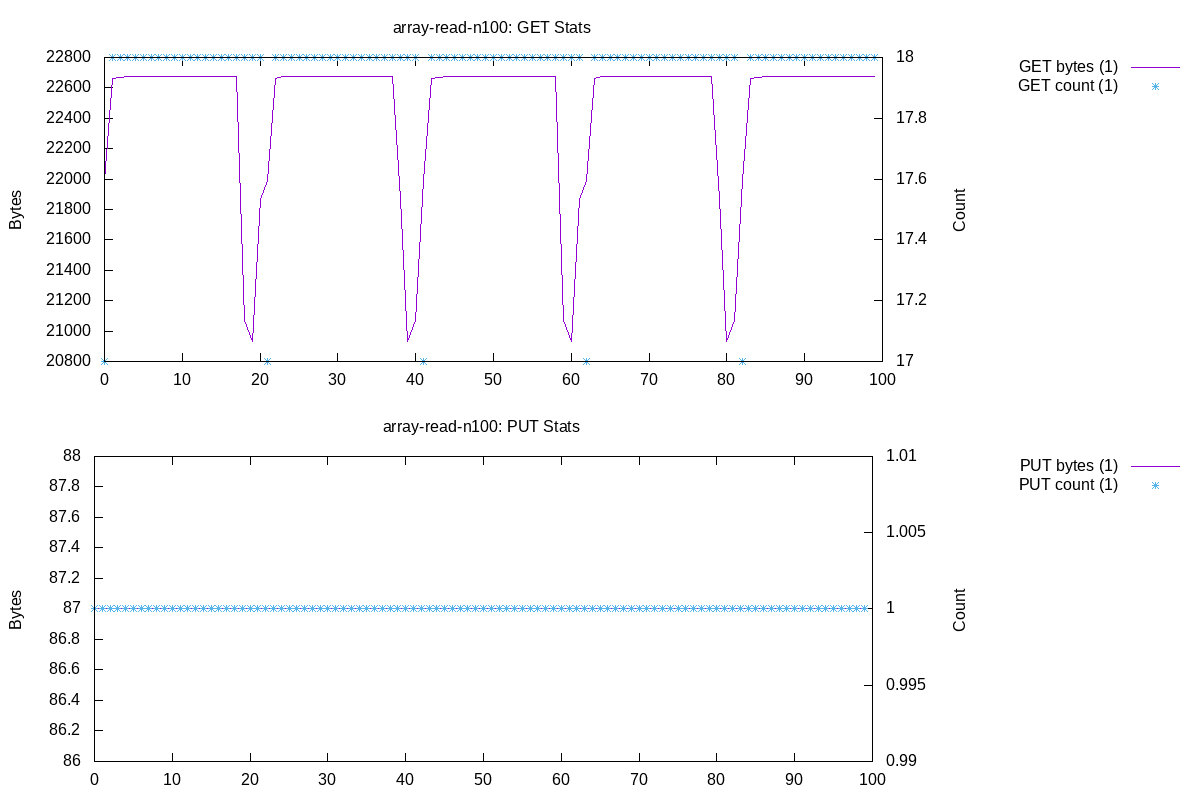 array-read-n100: GET Stats
22800
22600
22400
22200
22000
21800
21600
21400
21200
21000
20800
Bytes
0 10 20 30 40 50 60 70 80 90 100
18
17.8
17.6
17.4
17.2
17
Count
GET bytes (1)
GET count (1)
array-read-n100: PUT Stats
88
87.8
87.6
87.4
87.2
87
86.8
86.6
86.4
86.2
86
Bytes
0 10 20 30 40 50 60 70 80 90 100
1.01
1.005
1
0.995
0.99
Count
PUT bytes (1)
PUT count (1)